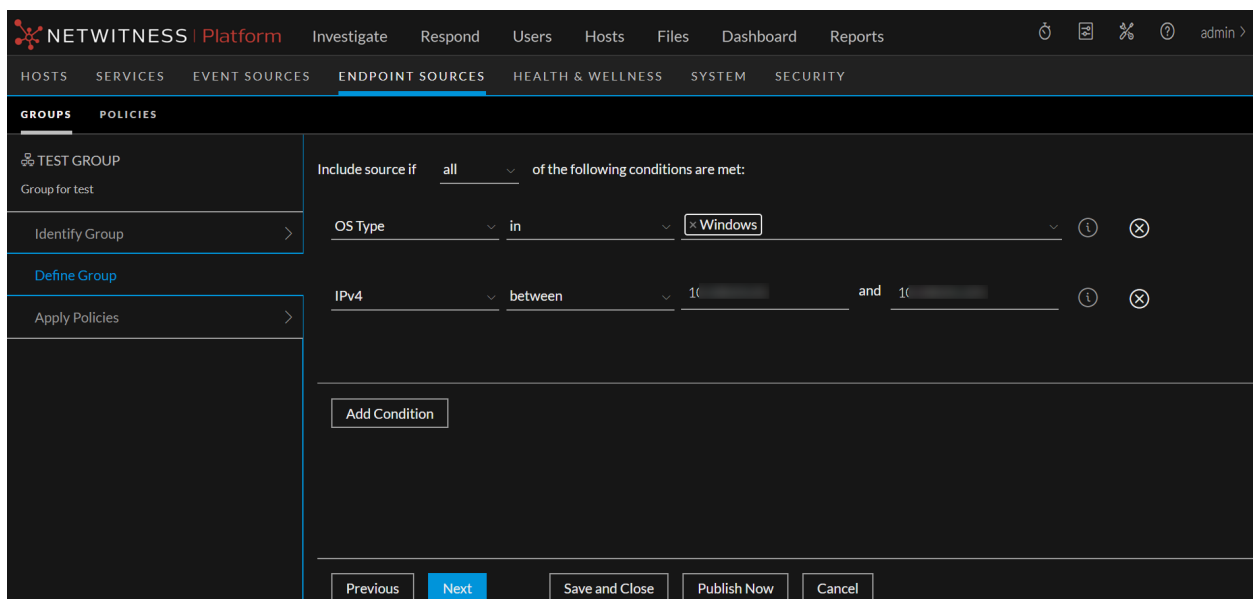 NETWITNESS | Platform Investigate Respond Users Hosts Files Dashboard Reports admin >
HOSTS SERVICES EVENT SOURCES ENDPOINT SOURCES HEALTH & WELLNESS SYSTEM SECURITY
GROUPS POLICIES
TEST GROUP
Group for test
Identify Group
Define Group
Apply Policies
Include source if all of the following conditions are met:
OS Type in × Windows
IPv4 between and
Add Condition
Previous Next Save and Close Publish Now Cancel